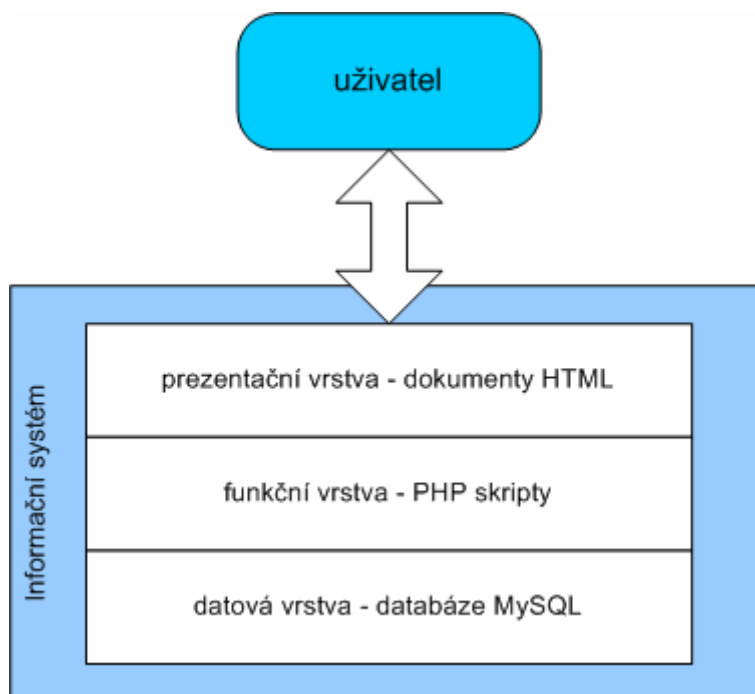 uživatel
Informační systém
prezentační vrstva - dokumenty HTML
funkční vrstva - PHP skripty
datová vrstva - databáze MySQL